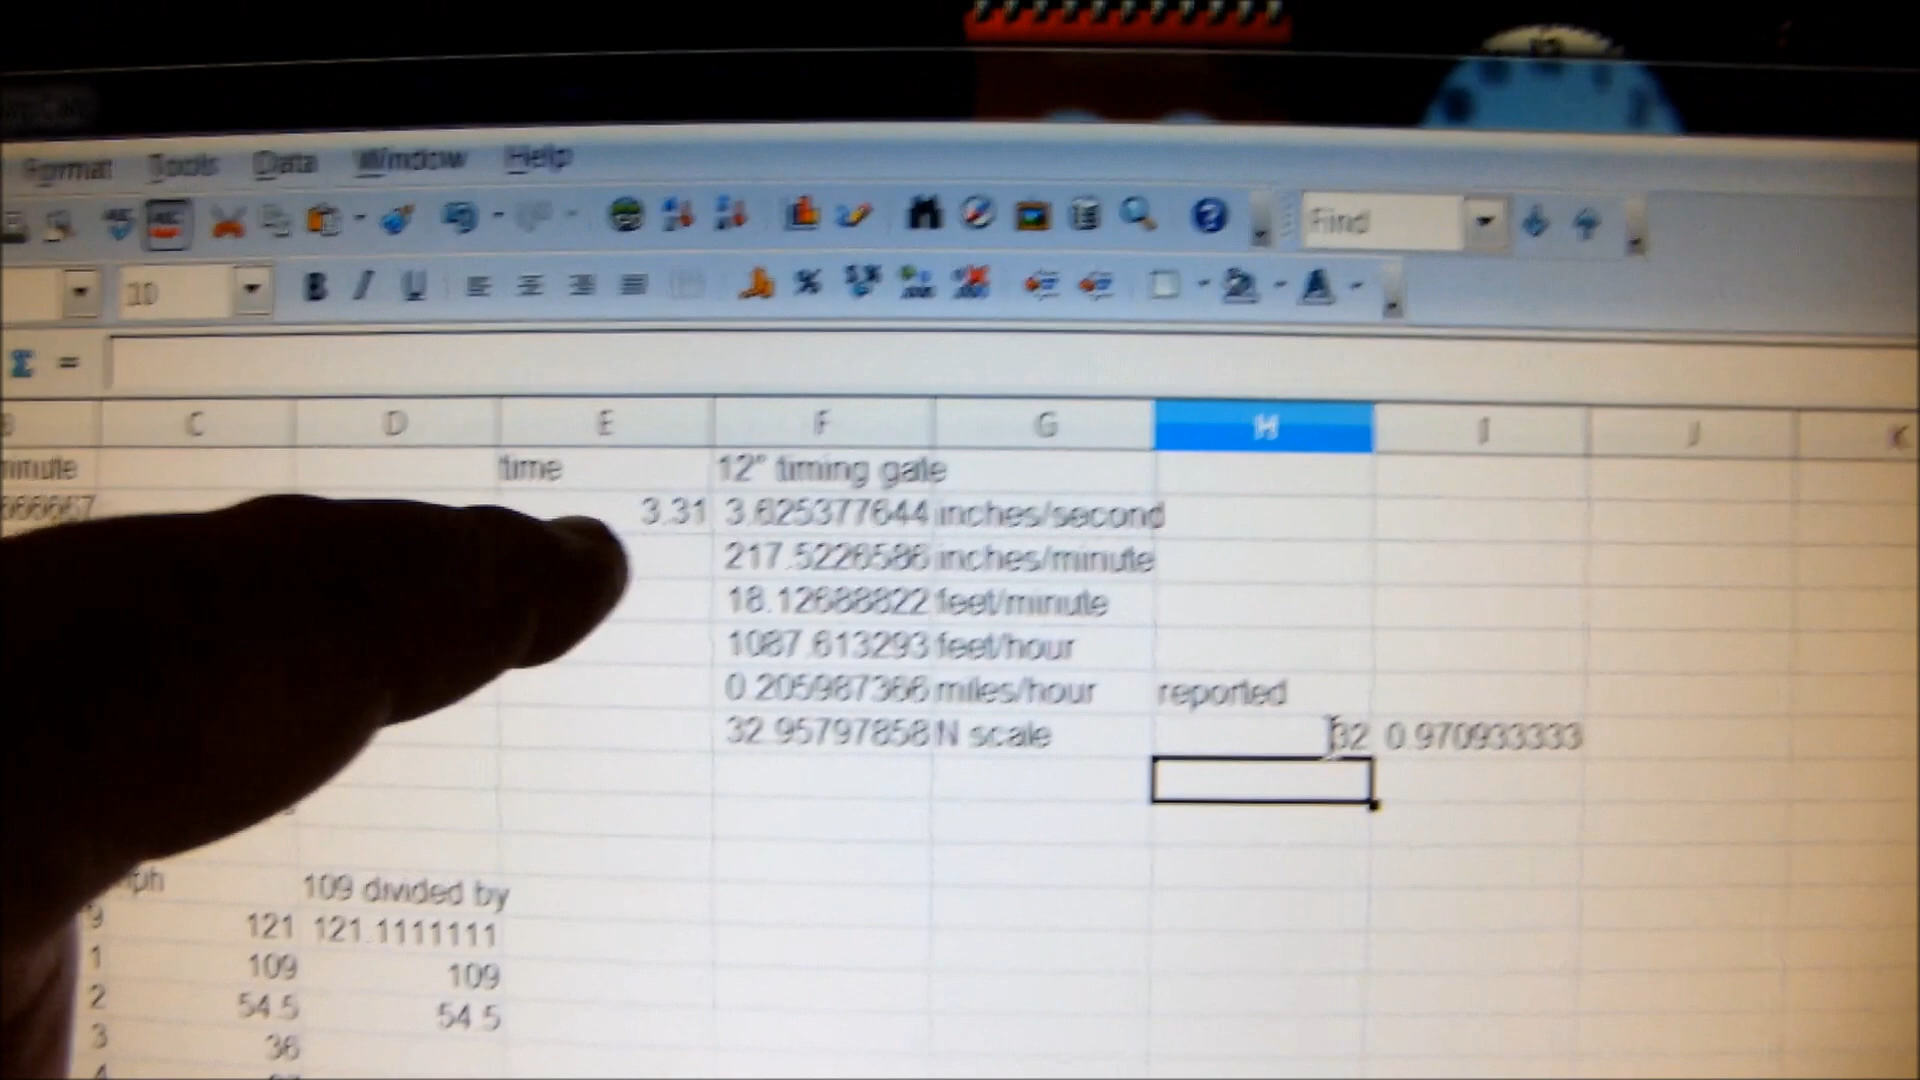 Format Tools Data Window Help
Find
10 B I U %
Σ =
C D E F G H I J K
time 12" timing gate
3.31 3.625377644 inches/second
217.5226586 inches/minute
18.12688822 feet/minute
1087.613293 feet/hour
0.205987366 miles/hour reported
32.95797858 N scale 32 0.970933333
109 divided by
9 121 121.1111111
1 109 109
2 54.5 54.5
3 36
4